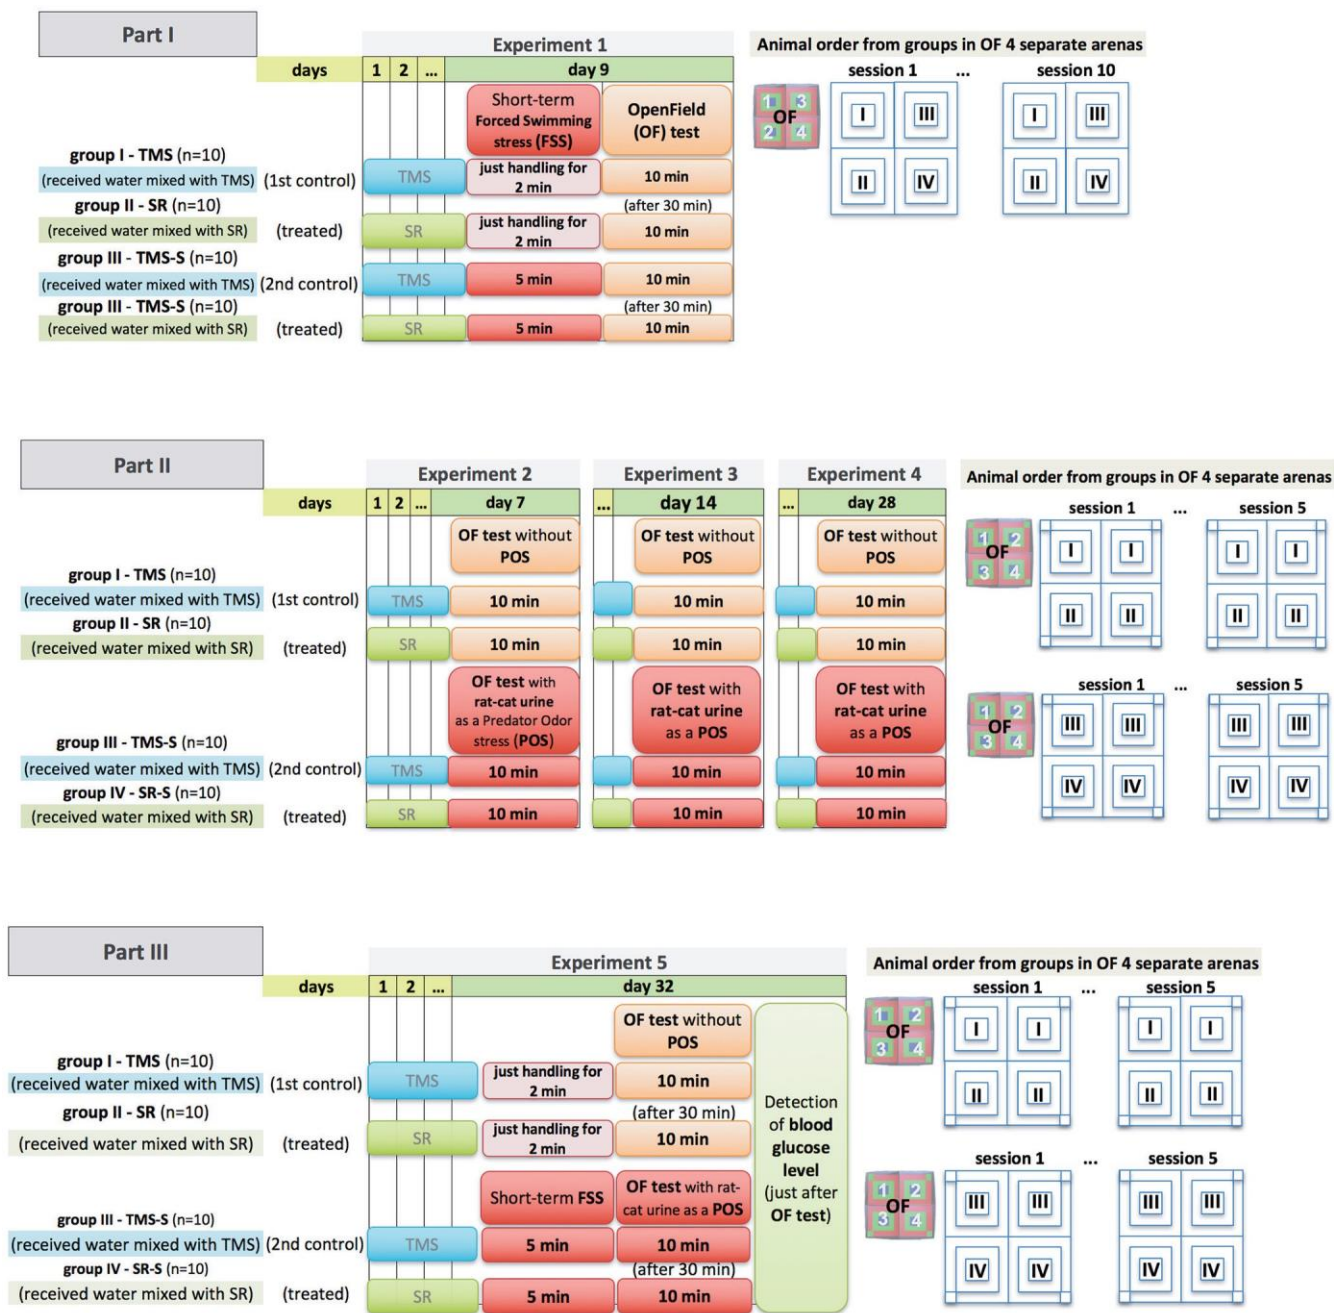 Part I
Experiment 1
Animal order from groups in OF 4 separate arenas
days 1 2 ... day 9
session 1 ... session 10
Short-term
Forced Swimming
stress (FSS)
OpenField
(OF) test
1 3
OF
2 4
I III I III
II IV II IV
group I - TMS (n=10)
(received water mixed with TMS) (1st control) TMS just handling for
2 min
10 min
group II - SR (n=10)
(after 30 min)
(received water mixed with SR) (treated) SR just handling for
2 min
10 min
group III - TMS-S (n=10)
(received water mixed with TMS) (2nd control) TMS 5 min 10 min
group III - TMS-S (n=10)
(after 30 min)
(received water mixed with SR) (treated) SR 5 min 10 min
Part II
Experiment 2 Experiment 3 Experiment 4
Animal order from groups in OF 4 separate arenas
days 1 2 ... day 7 ... day 14 ... day 28
session 1 ... session 5
OF test without
POS
OF test without
POS
OF test without
POS
1 2
OF
3 4
I I I I
II II II II
group I - TMS (n=10)
(received water mixed with TMS) (1st control) TMS 10 min 10 min 10 min
group II - SR (n=10)
(received water mixed with SR) (treated) SR 10 min 10 min 10 min
OF test with
rat-cat urine
as a Predator Odor
stress (POS)
OF test with
rat-cat urine
as a POS
OF test with
rat-cat urine
as a POS
session 1 ... session 5
1 2
OF
3 4
III III III III
IV IV IV IV
group III - TMS-S (n=10)
(received water mixed with TMS) (2nd control) TMS 10 min 10 min 10 min
group IV - SR-S (n=10)
(received water mixed with SR) (treated) SR 10 min 10 min 10 min
Part III
Experiment 5
Animal order from groups in OF 4 separate arenas
days 1 2 ... day 32
session 1 ... session 5
OF test without
POS
1 2
OF
3 4
I I I I
II II II II
group I - TMS (n=10)
(received water mixed with TMS) (1st control) TMS just handling for
2 min
10 min
group II - SR (n=10)
(after 30 min)
(received water mixed with SR) (treated) SR just handling for
2 min
10 min
Detection
of blood
glucose
level
(just after
OF test)
Short-term FSS
OF test with rat-
cat urine as a POS
session 1 ... session 5
1 2
OF
3 4
III III III III
IV IV IV IV
group III - TMS-S (n=10)
(received water mixed with TMS) (2nd control) TMS 5 min 10 min
group IV - SR-S (n=10)
(after 30 min)
(received water mixed with SR) (treated) SR 5 min 10 min